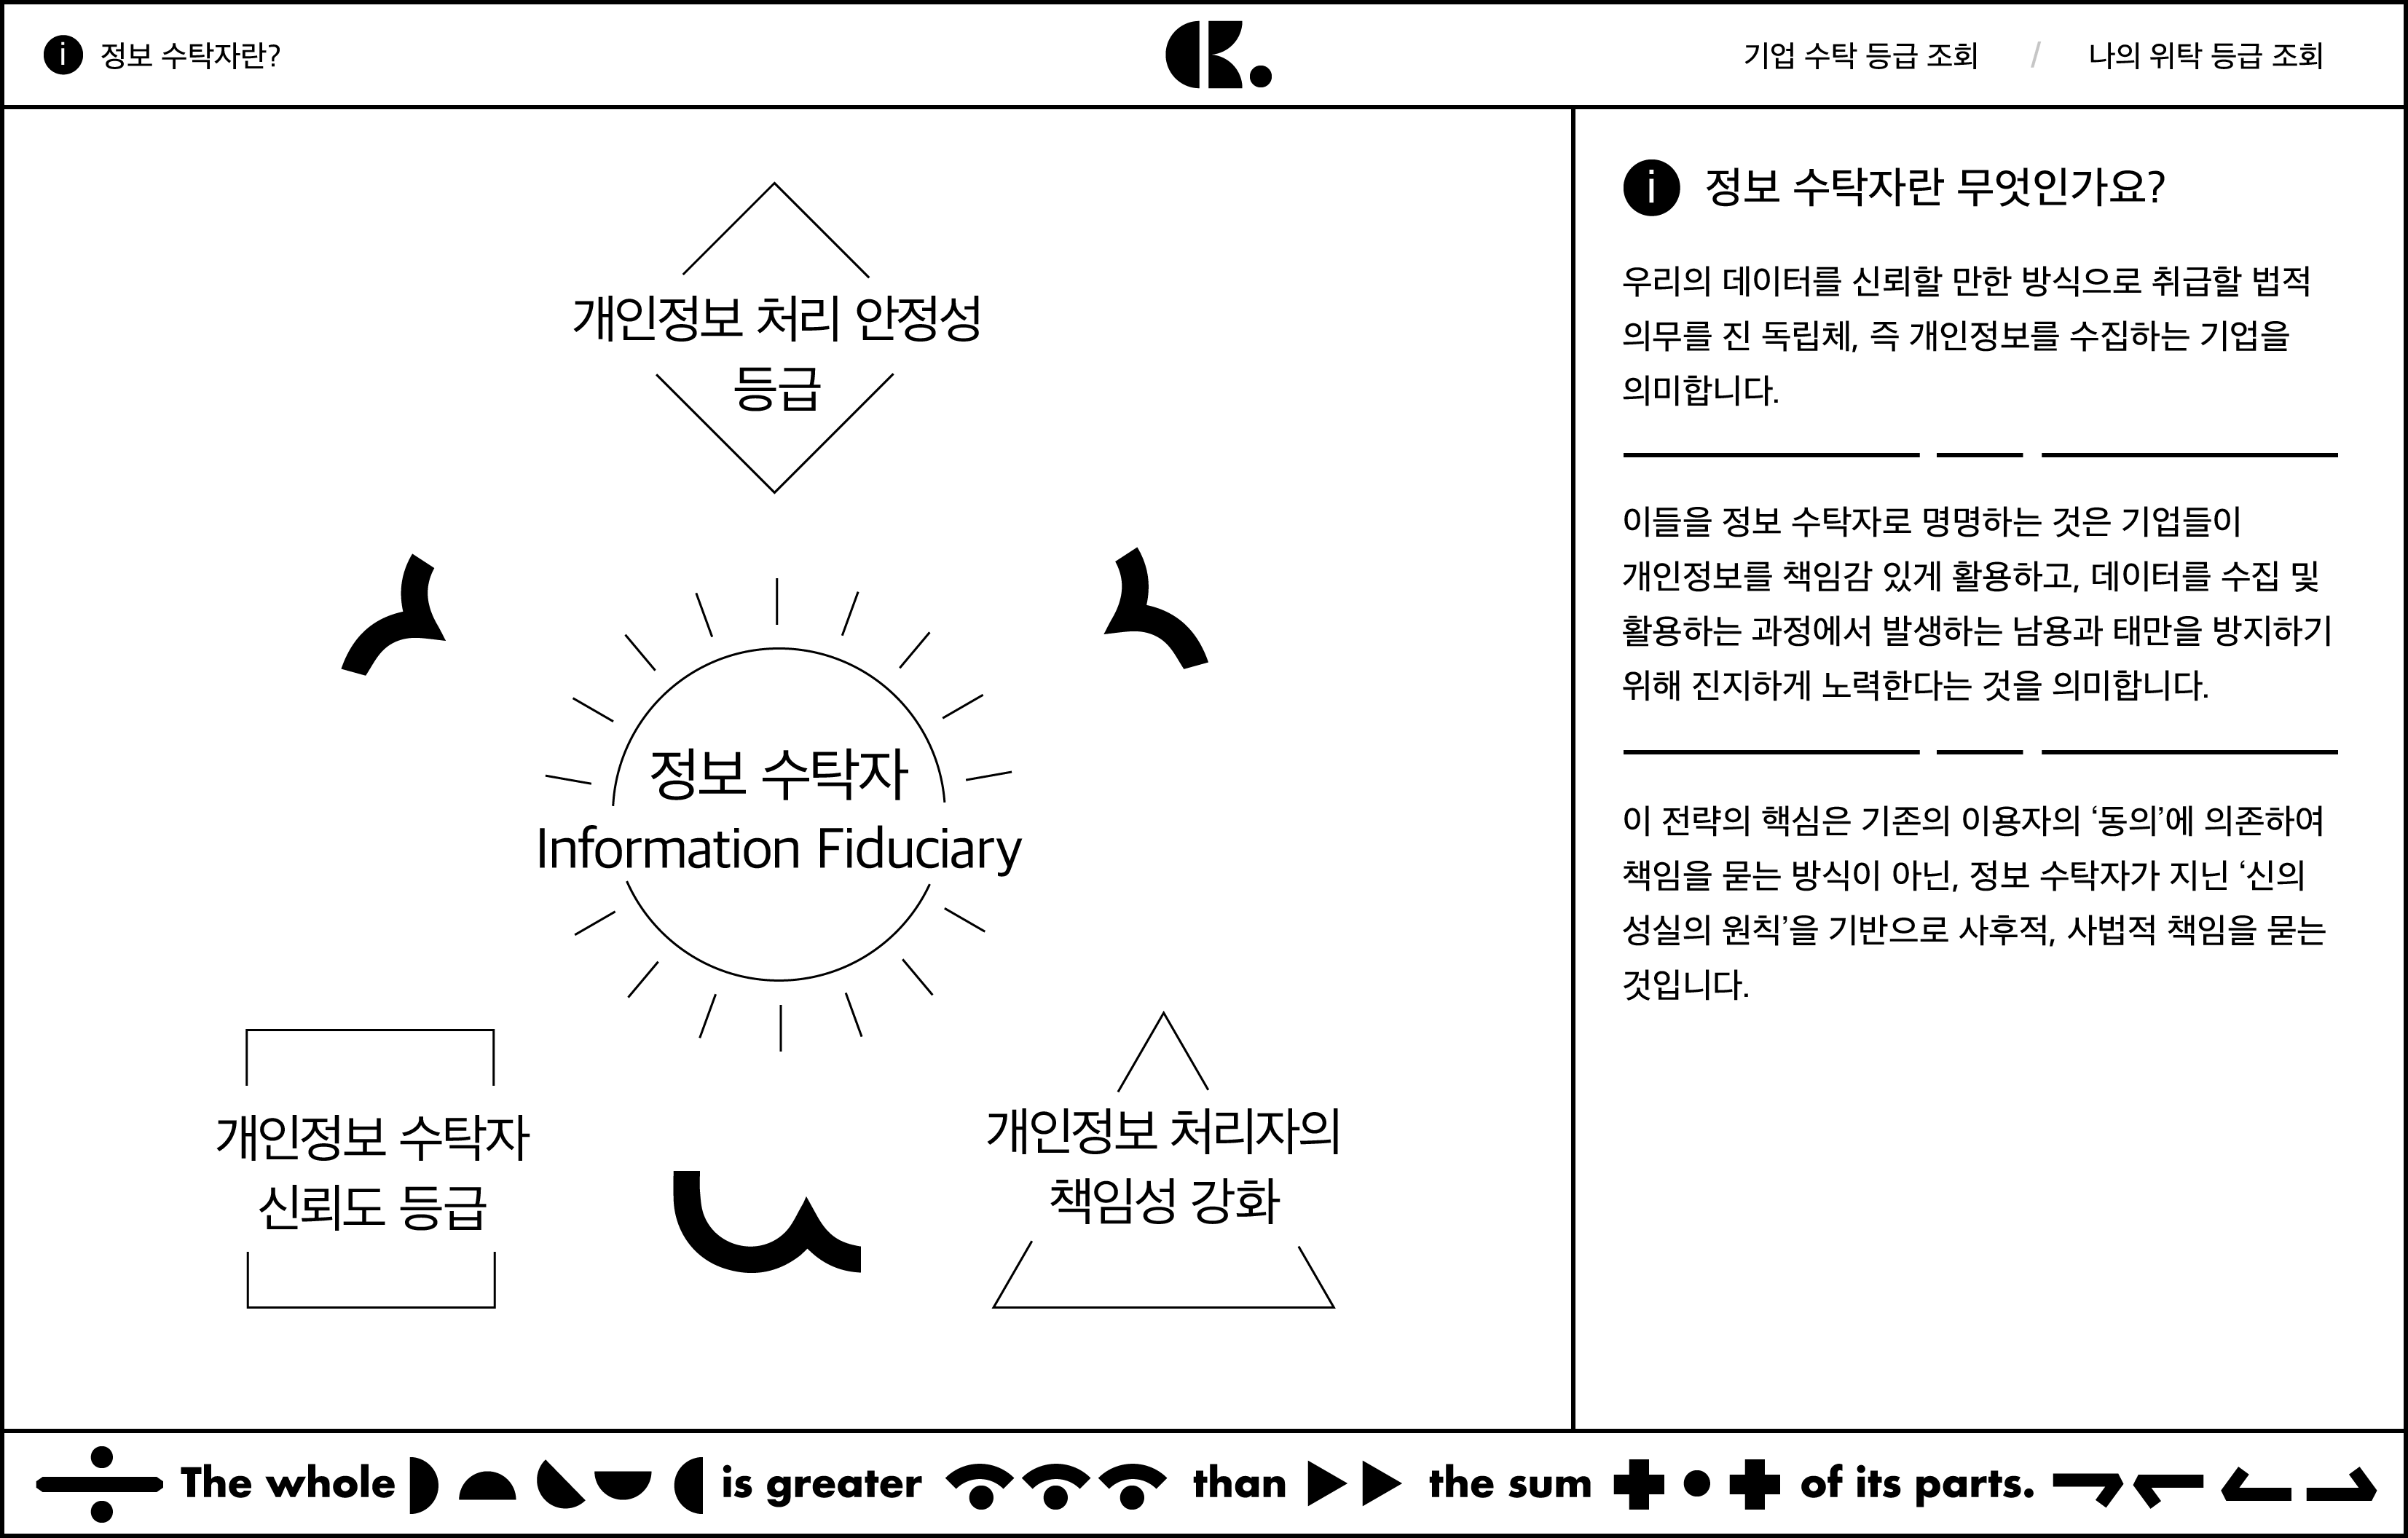 i 정보 수탁자란?
K.
기업 수탁 등급 조회 / 나의 위탁 등급 조회
개인정보 처리 안정성
등급
정보 수탁자
Information Fiduciary
개인정보 수탁자
신뢰도 등급
개인정보 처리자의
책임성 강화
i 정보 수탁자란 무엇인가요?
우리의 데이터를 신뢰할 만한 방식으로 취급할 법적
의무를 진 독립체, 즉 개인정보를 수집하는 기업을
의미합니다.
이들을 정보 수탁자로 명명하는 것은 기업들이
개인정보를 책임감 있게 활용하고, 데이터를 수집 및
활용하는 과정에서 발생하는 남용과 태만을 방지하기
위해 진지하게 노력한다는 것을 의미합니다.
이 전략의 핵심은 기존의 이용자의 ‘동의’에 의존하여
책임을 묻는 방식이 아닌, 정보 수탁자가 지닌 ‘신의
성실의 원칙’을 기반으로 사후적, 사법적 책임을 묻는
것입니다.
The whole is greater than the sum of its parts.